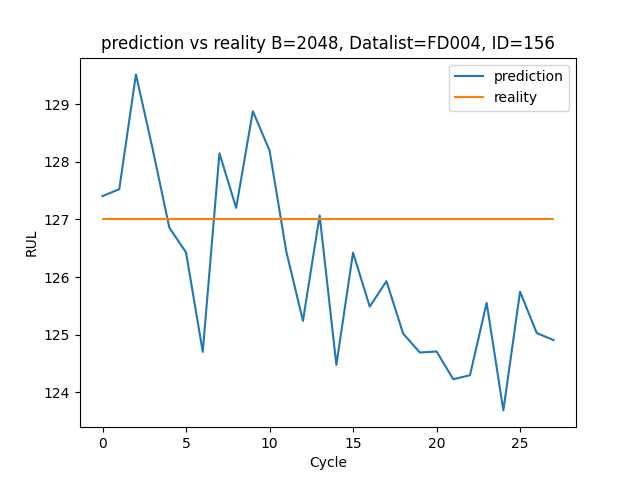 prediction vs reality B=2048, Datalist=FD004, ID=156
prediction
reality
129
128
127
126
125
124
RUL
0 5 10 15 20 25
Cycle